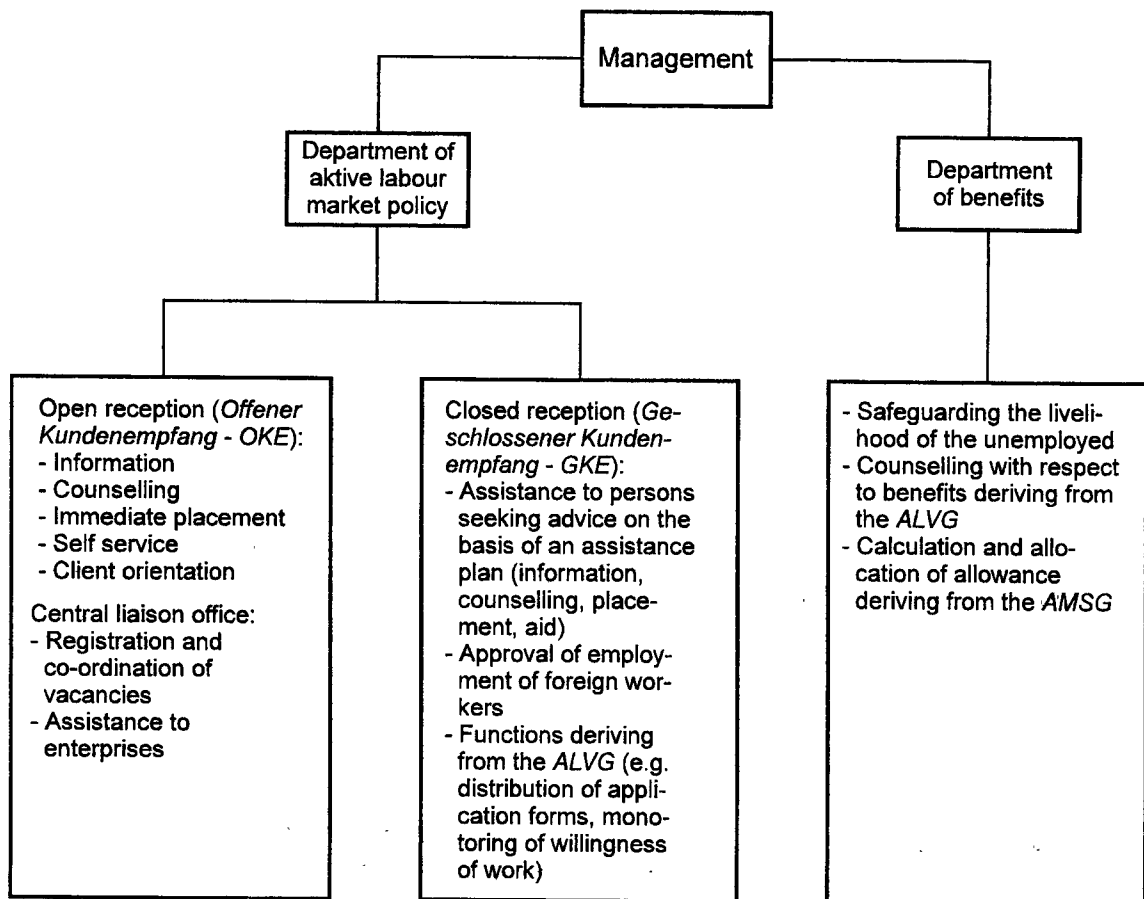 Management
Department of
aktive labour
market policy
Department
of benefits
Open reception (Offener
Kundenempfang - OKE):
- Information
- Counselling
- Immediate placement
- Self service
- Client orientation
Central liaison office:
- Registration and
co-ordination of
vacancies
- Assistance to
enterprises
Closed reception (Ge-
schlossener Kunden-
empfang - GKE):
- Assistance to persons
seeking advice on the
basis of an assistance
plan (information,
counselling, place-
ment, aid)
- Approval of employ-
ment of foreign wor-
kers
- Functions deriving
from the ALVG (e.g.
distribution of appli-
cation forms, mono-
toring of willingness
of work)
- Safeguarding the liveli-
hood of the unemployed
- Counselling with respect
to benefits deriving from
the ALVG
- Calculation and allo-
cation of allowance
deriving from the AMSG